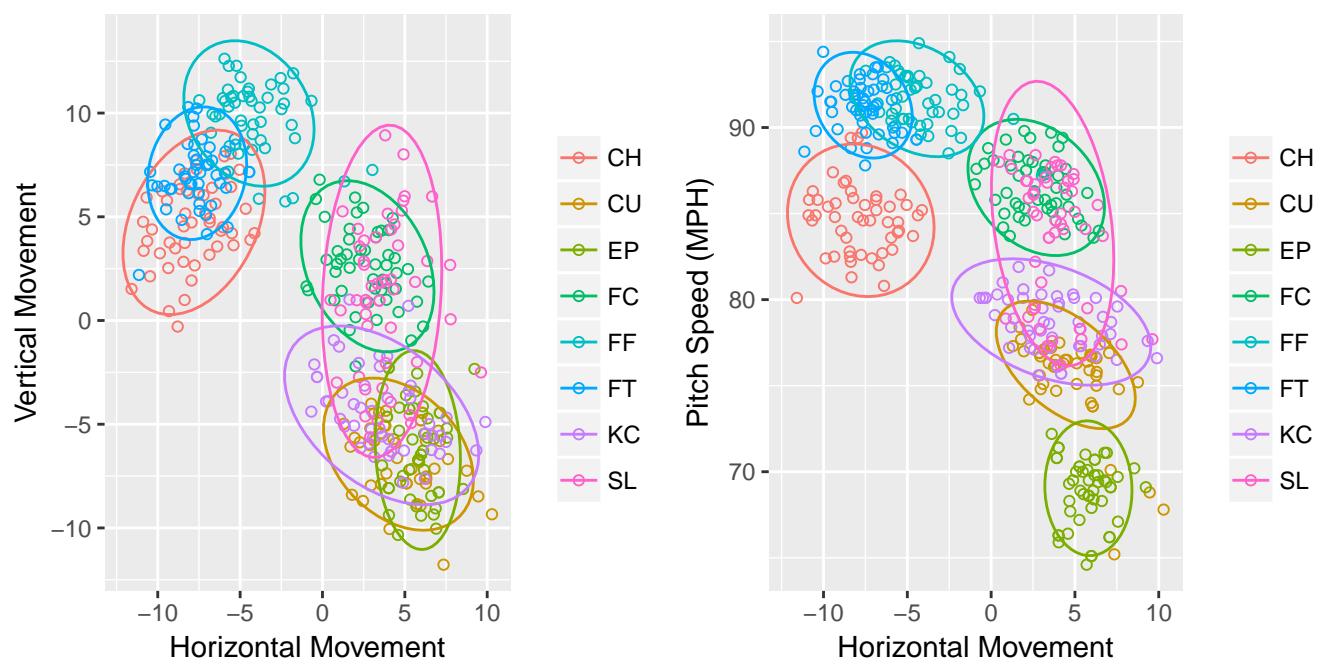 Vertical Movement
10
5
0
−5
−10
−10
−5
0
5
10
Horizontal Movement
CH
CU
EP
FC
FF
FT
KC
SL
Pitch Speed (MPH)
90
80
70
−10
−5
0
5
10
Horizontal Movement
CH
CU
EP
FC
FF
FT
KC
SL